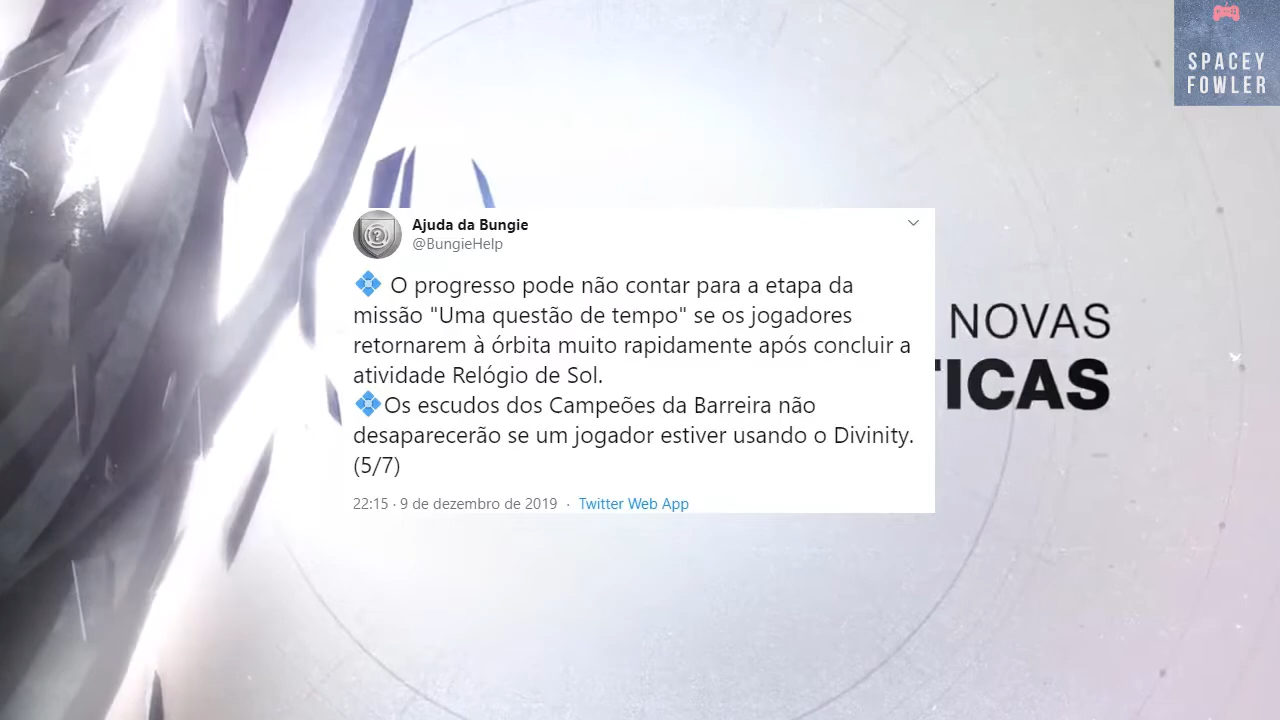 SPACEY
FOWLER
Ajuda da Bungie
@BungieHelp
O progresso pode não contar para a etapa da
missão "Uma questão de tempo" se os jogadores
retornarem à órbita muito rapidamente após concluir a
atividade Relógio de Sol.
Os escudos dos Campeões da Barreira não
desaparecerão se um jogador estiver usando o Divinity.
(5/7)
22:15 · 9 de dezembro de 2019 · Twitter Web App
NOVAS
TICAS